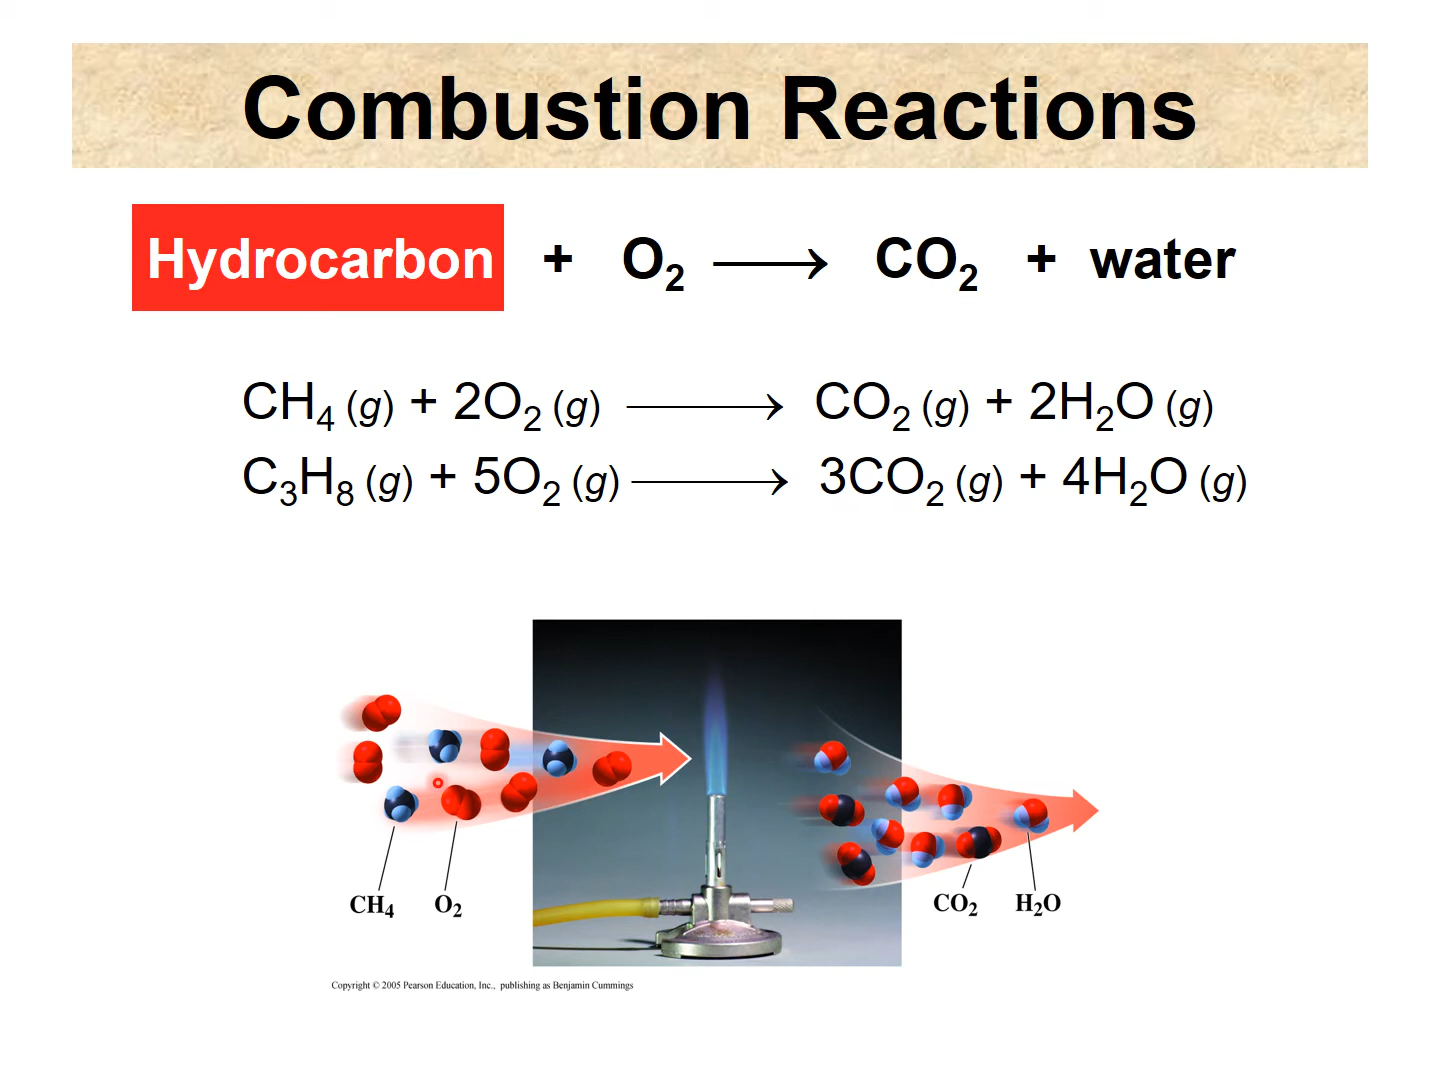 Combustion Reactions
Hydrocarbon + O₂ ⟶ CO₂ + water
CH₄ (g) + 2O₂ (g) ⟶ CO₂ (g) + 2H₂O (g)
C₃H₈ (g) + 5O₂ (g) ⟶ 3CO₂ (g) + 4H₂O (g)
CH₄ O₂ CO₂ H₂O
Copyright © 2005 Pearson Education, Inc., publishing as Benjamin Cummings